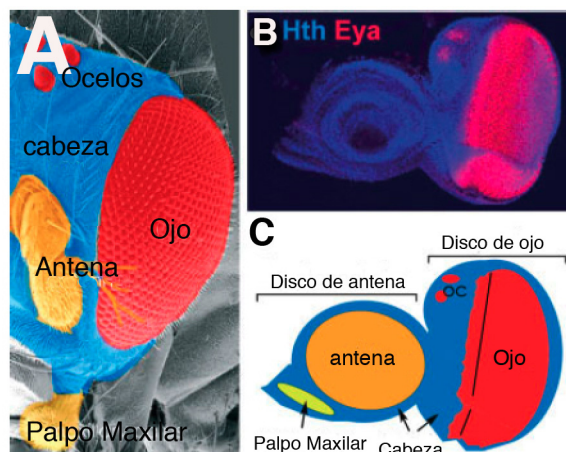 A
Ocelos
cabeza
Ojo
Antena
Palpo Maxilar
B Hth Eya
C
Disco de ojo
Disco de antena
OC
antena
Ojo
Palpo Maxilar
Cabeza